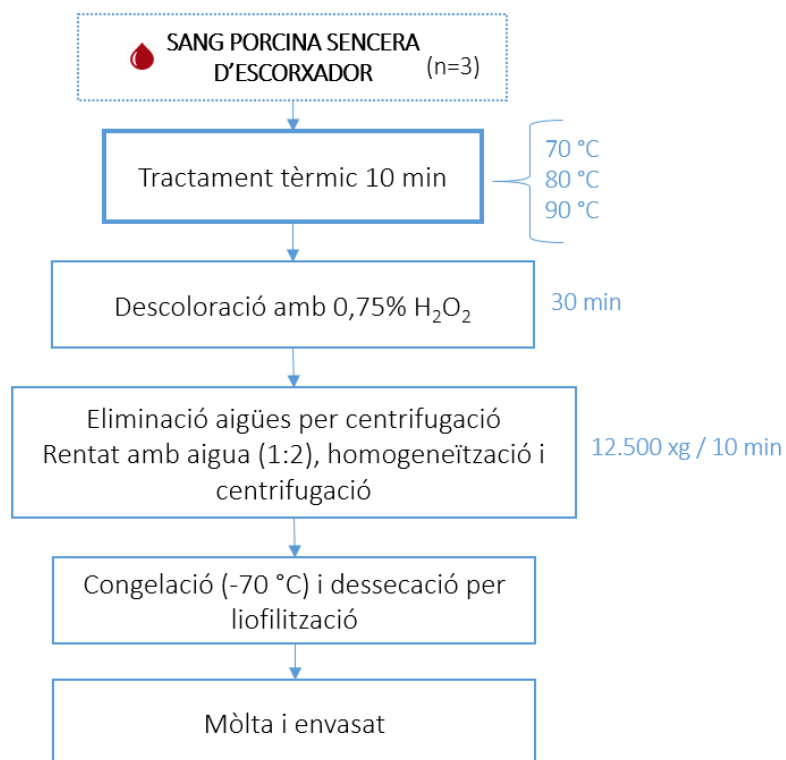 SANG PORCINA SENCERA
D'ESCORXADOR (n=3)
Tractament tèrmic 10 min
70 °C
80 °C
90 °C
Descoloració amb 0,75% H₂O₂
30 min
Eliminació aigües per centrifugació
Rentat amb aigua (1:2), homogeneïtzació i
centrifugació
12.500 xg / 10 min
Congelació (-70 °C) i dessecació per
liofilització
Mòlta i envasat